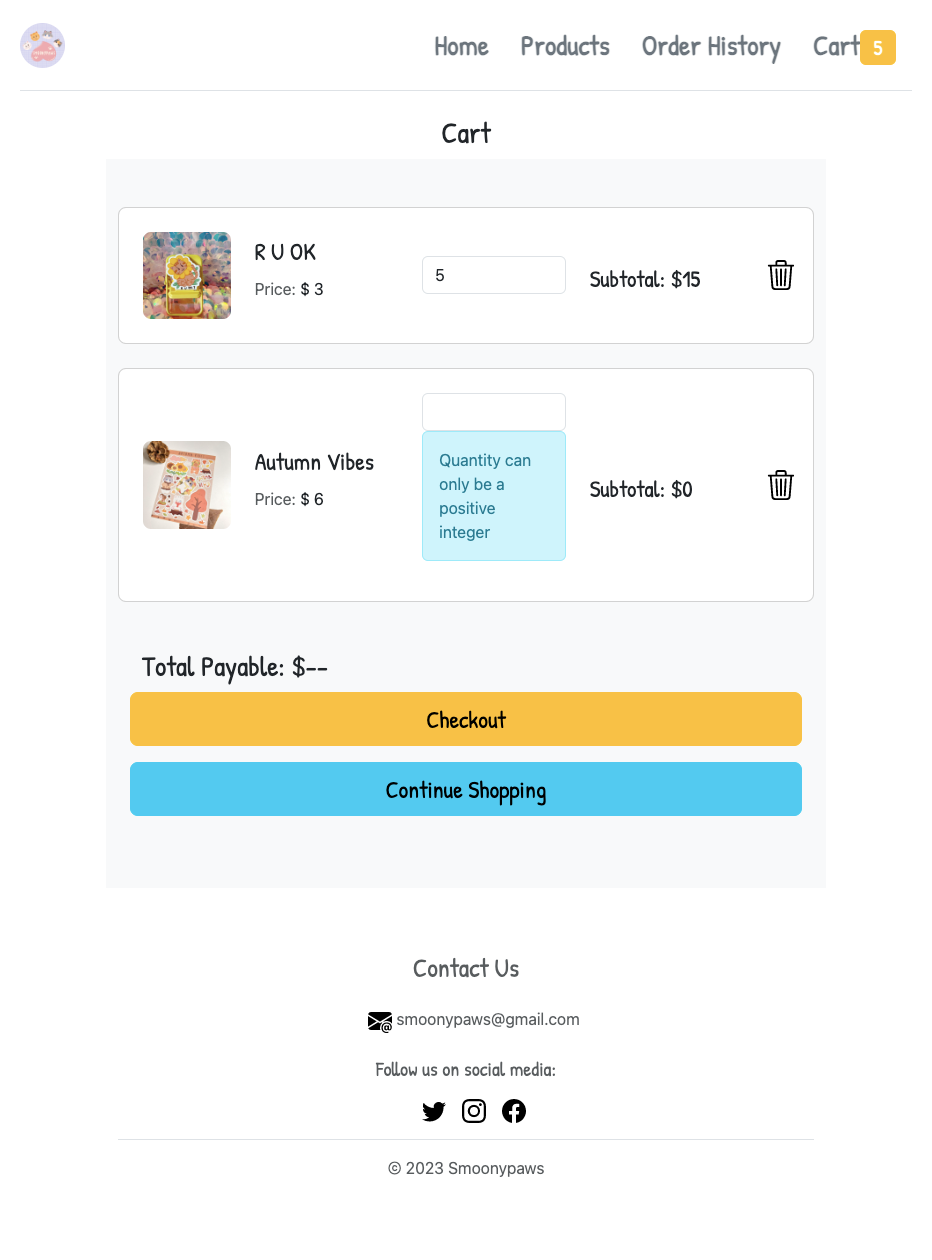 Home Products Order History Cart 5
Cart
R U OK
Price: $ 3
5
Subtotal: $15
Autumn Vibes
Price: $ 6
Quantity can
only be a
positive
integer
Subtotal: $0
Total Payable: $--
Checkout
Continue Shopping
Contact Us
smoonypaws@gmail.com
Follow us on social media:
© 2023 Smoonypaws